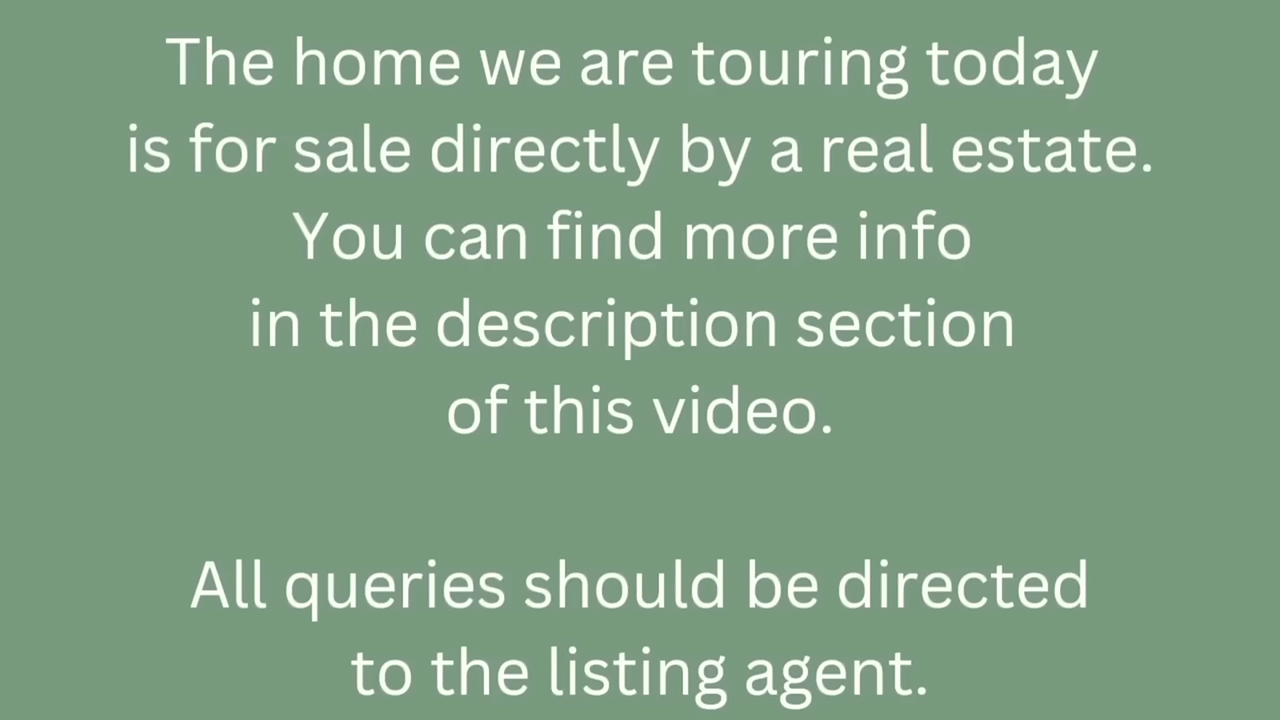 The home we are touring today
is for sale directly by a real estate.
You can find more info
in the description section
of this video.
All queries should be directed
to the listing agent.